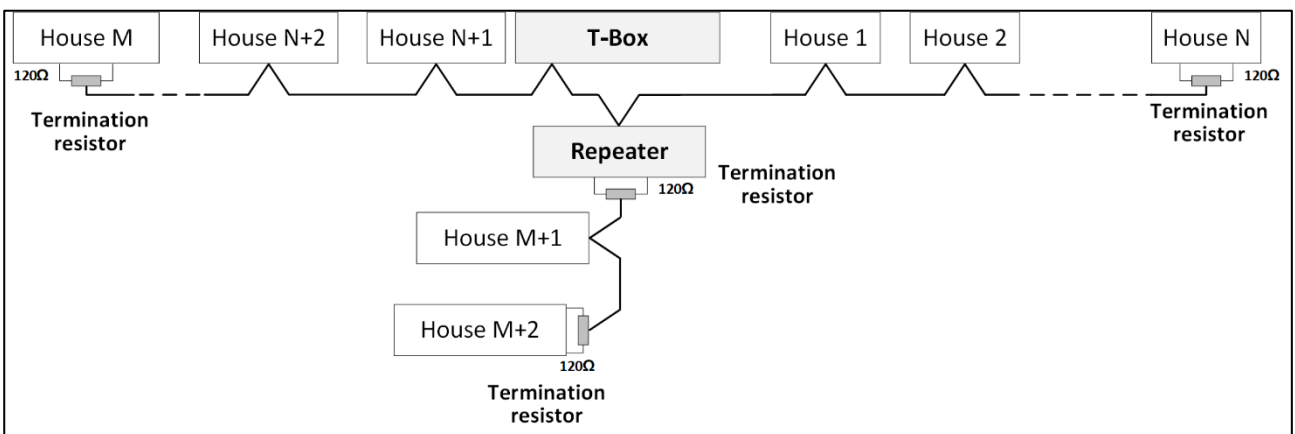 House M
House N+2
House N+1
T-Box
House 1
House 2
House N
120Ω
120Ω
Termination
resistor
Termination
resistor
Repeater
120Ω
Termination
resistor
House M+1
House M+2
120Ω
Termination
resistor